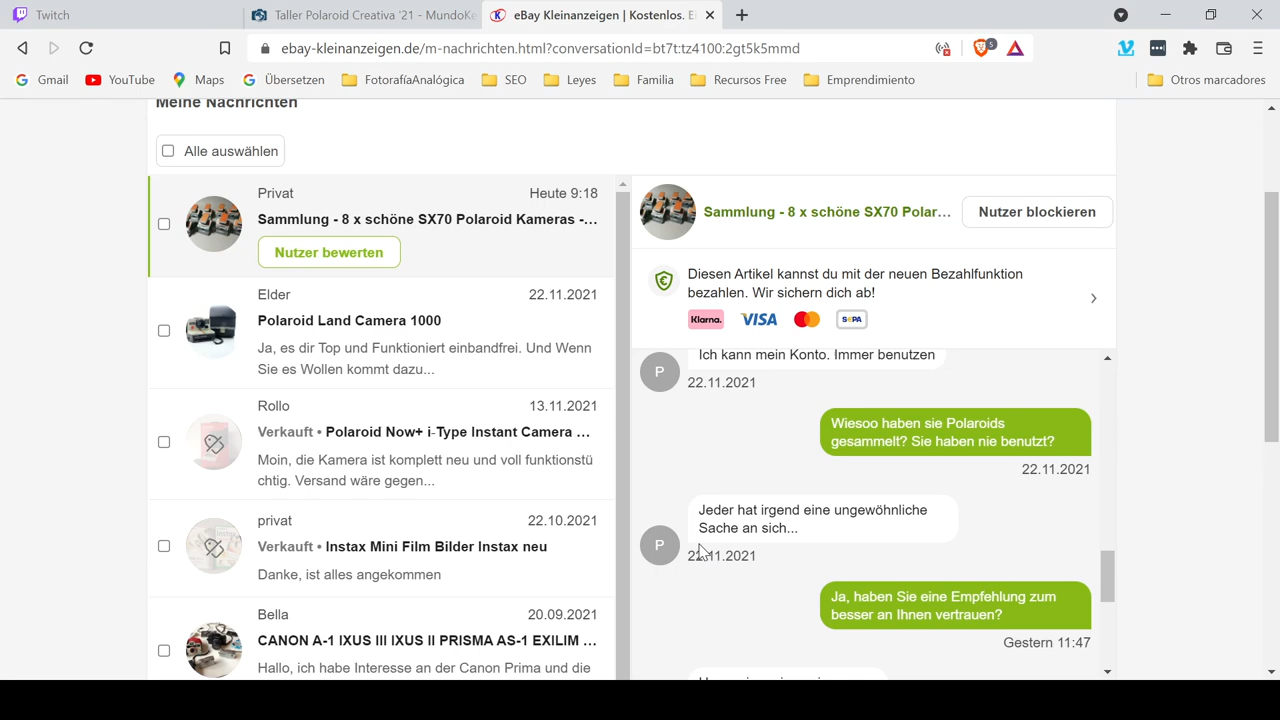 Twitch
Taller Polaroid Creativa '21 - MundoKe
eBay Kleinanzeigen | Kostenlos. Ei
ebay-kleinanzeigen.de/m-nachrichten.html?conversationId=bt7t:tz4100:2gt5k5mmd
5
Gmail
YouTube
Maps
Übersetzen
FotorafíaAnalógica
SEO
Leyes
Familia
Recursos Free
Emprendimiento
Otros marcadores
Meine Nachrichten
Alle auswählen
Privat
Heute 9:18
Sammlung - 8 x schöne SX70 Polaroid Kameras -...
Nutzer bewerten
Elder
22.11.2021
Polaroid Land Camera 1000
Ja, es dir Top und Funktioniert einbandfrei. Und Wenn
Sie es Wollen kommt dazu...
Rollo
13.11.2021
Verkauft • Polaroid Now+ i-Type Instant Camera ...
Moin, die Kamera ist komplett neu und voll funktionstü
chtig. Versand wäre gegen...
privat
22.10.2021
Verkauft • Instax Mini Film Bilder Instax neu
Danke, ist alles angekommen
Bella
20.09.2021
CANON A-1 IXUS III IXUS II PRISMA AS-1 EXILIM ...
Hallo, ich habe Interesse an der Canon Prima und die
Sammlung - 8 x schöne SX70 Polar...
Nutzer blockieren
Diesen Artikel kannst du mit der neuen Bezahlfunktion
bezahlen. Wir sichern dich ab!
Klarna.
VISA
SEPA
Ich kann mein Konto. Immer benutzen
P
22.11.2021
Wiesoo haben sie Polaroids
gesammelt? Sie haben nie benutzt?
22.11.2021
Jeder hat irgend eine ungewöhnliche
Sache an sich...
P
22.11.2021
Ja, haben Sie eine Empfehlung zum
besser an Ihnen vertrauen?
Gestern 11:47